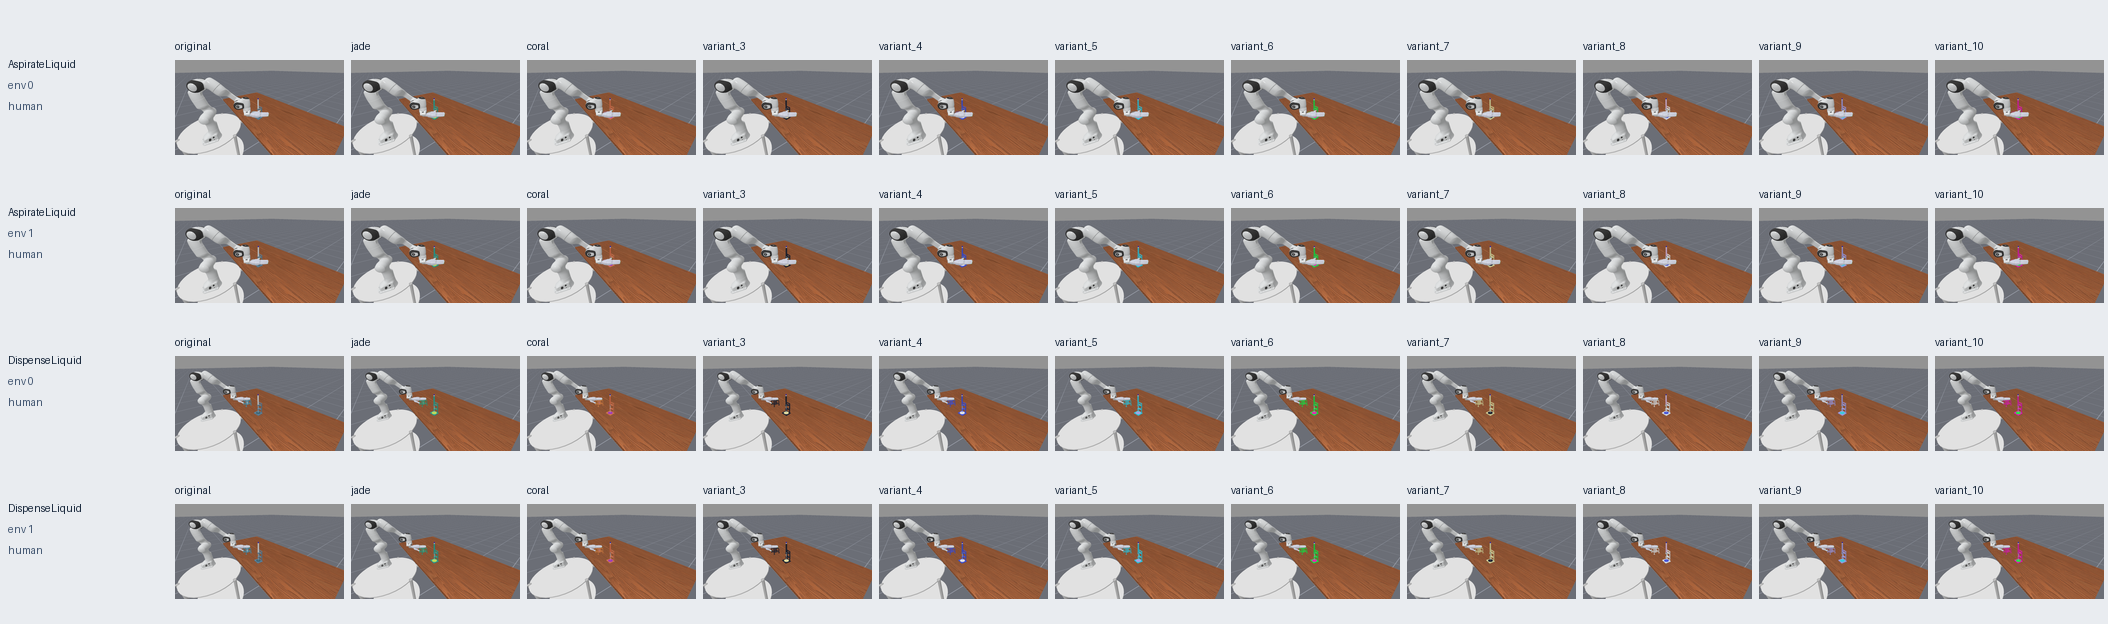 original jade coral variant_3 variant_4 variant_5 variant_6 variant_7 variant_8 variant_9 variant_10
AspirateLiquid
env0
human
original jade coral variant_3 variant_4 variant_5 variant_6 variant_7 variant_8 variant_9 variant_10
AspirateLiquid
env1
human
original jade coral variant_3 variant_4 variant_5 variant_6 variant_7 variant_8 variant_9 variant_10
DispenseLiquid
env0
human
original jade coral variant_3 variant_4 variant_5 variant_6 variant_7 variant_8 variant_9 variant_10
DispenseLiquid
env1
human